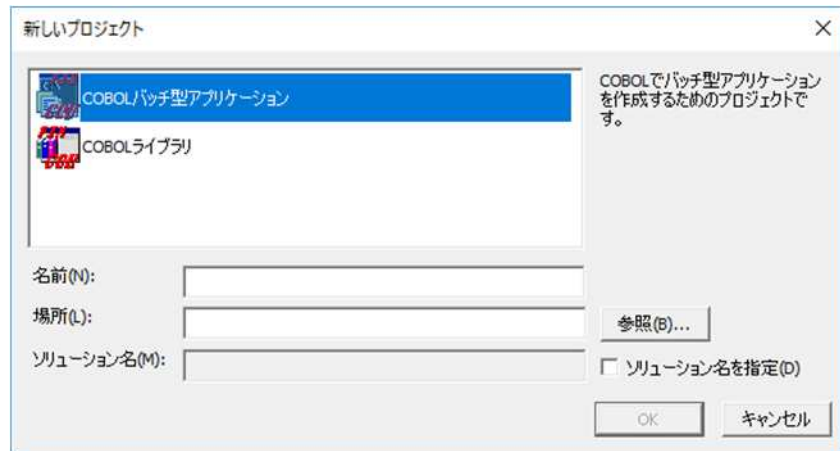 新しいプロジェクト
COBOLバッチ型アプリケーション
COBOLライブラリ
COBOLでバッチ型アプリケーション
を作成するためのプロジェクトで
す。
名前(N):
場所(L):
参照(B)...
ソリューション名(M):
ソリューション名を指定(D)
OK
キャンセル